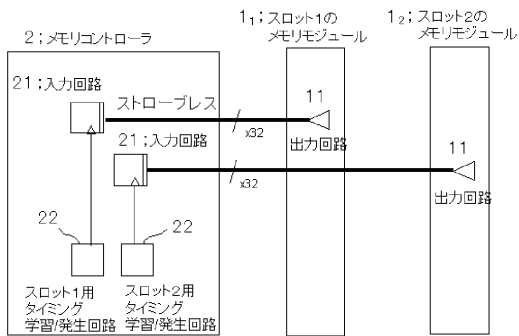 2；メモリコントローラ
1₁；スロット1の
メモリモジュール
1₂；スロット2の
メモリモジュール
21；入力回路
ストローブレス
11
x32
出力回路
21；入力回路
11
x32
出力回路
22
22
スロット1用
タイミング
学習/発生回路
スロット2用
タイミング
学習/発生回路